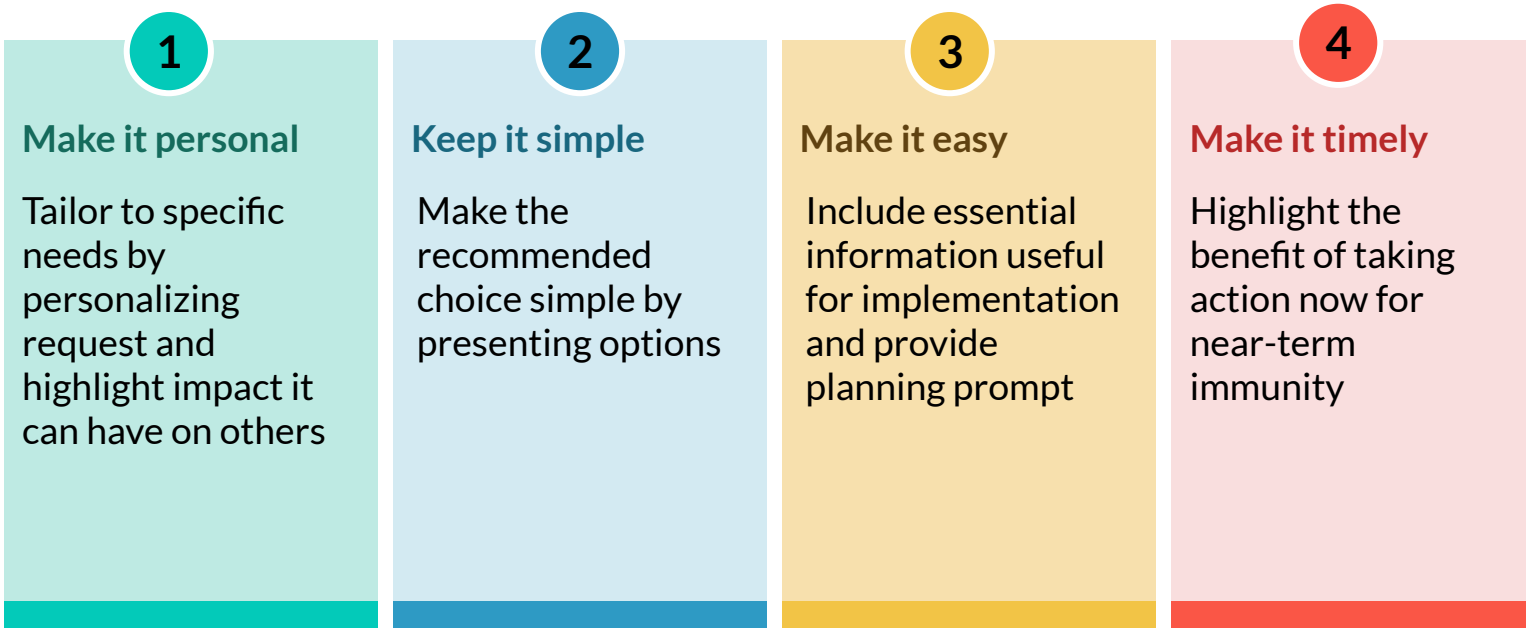 1
Make it personal
Tailor to specific
needs by
personalizing
request and
highlight impact it
can have on others
2
Keep it simple
Make the
recommended
choice simple by
presenting options
3
Make it easy
Include essential
information useful
for implementation
and provide
planning prompt
4
Make it timely
Highlight the
benefit of taking
action now for
near-term
immunity